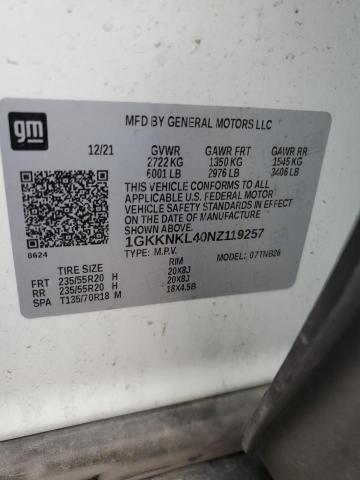 gm
MFD BY GENERAL MOTORS LLC
12/21 GVWR GAWR FRT GAWR RR
2722 KG 1350 KG 1545 KG
6001 LB 2976 LB 3406 LB
THIS VEHICLE CONFORMS TO ALL
APPLICABLE U.S. FEDERAL MOTOR
VEHICLE SAFETY AND THEFT
PREVENTION STANDARDS IN EFFECT
ON THE DATE OF MANUFACTURE
SHOWN ABOVE.
1GKKNKL40NZ119257
8624 TYPE: M.P.V. MODEL: 07TNB26
TIRE SIZE RIM
FRT 235/55R20 H 20X8J
RR 235/55R20 H 20X8J
SPA T135/70R18 M 18X4.5B